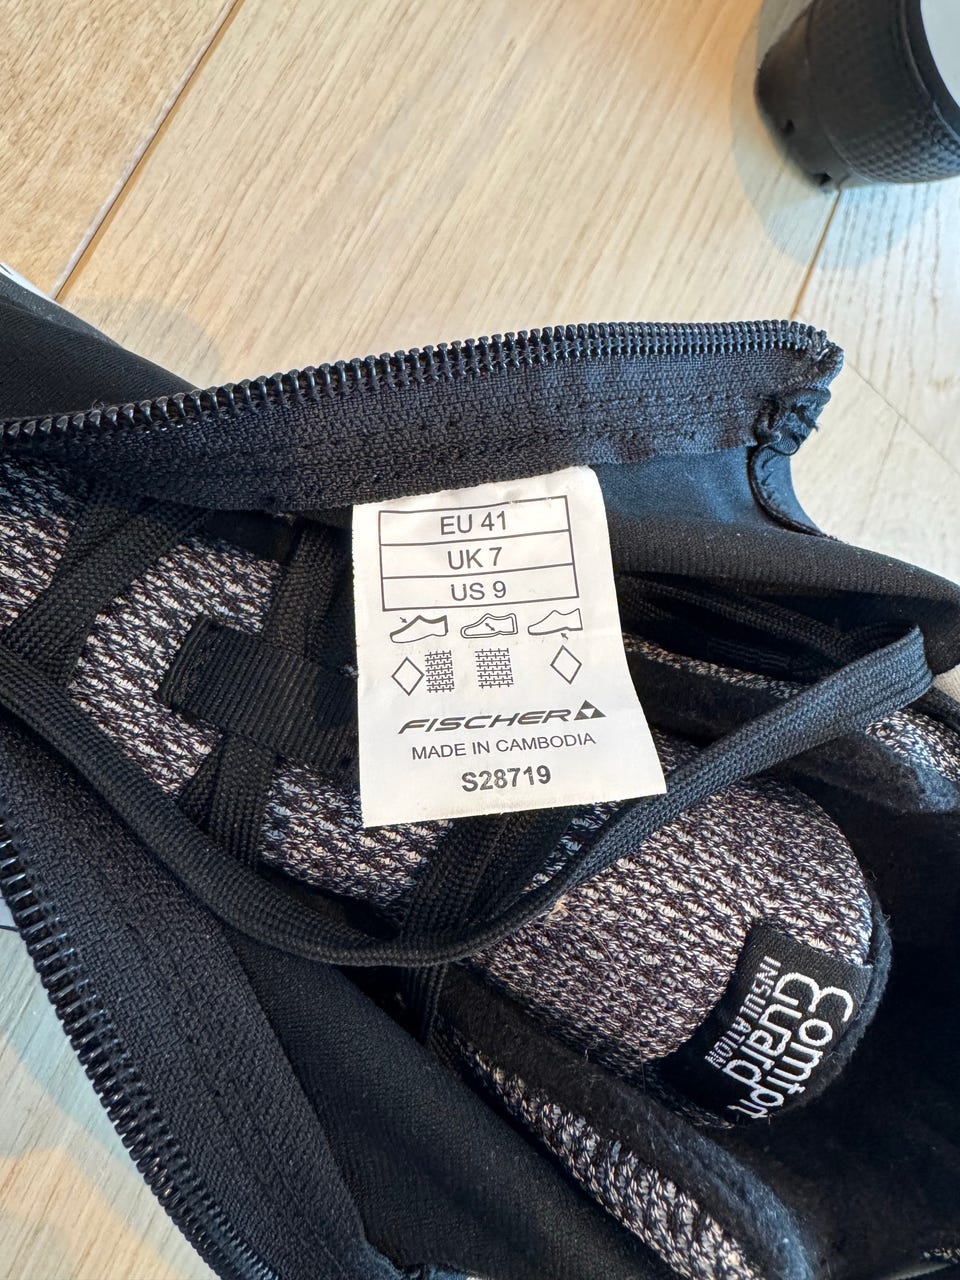 EU 41
UK 7
US 9
FISCHER
MADE IN CAMBODIA
S28719
Comfort
Guard
INSULATION